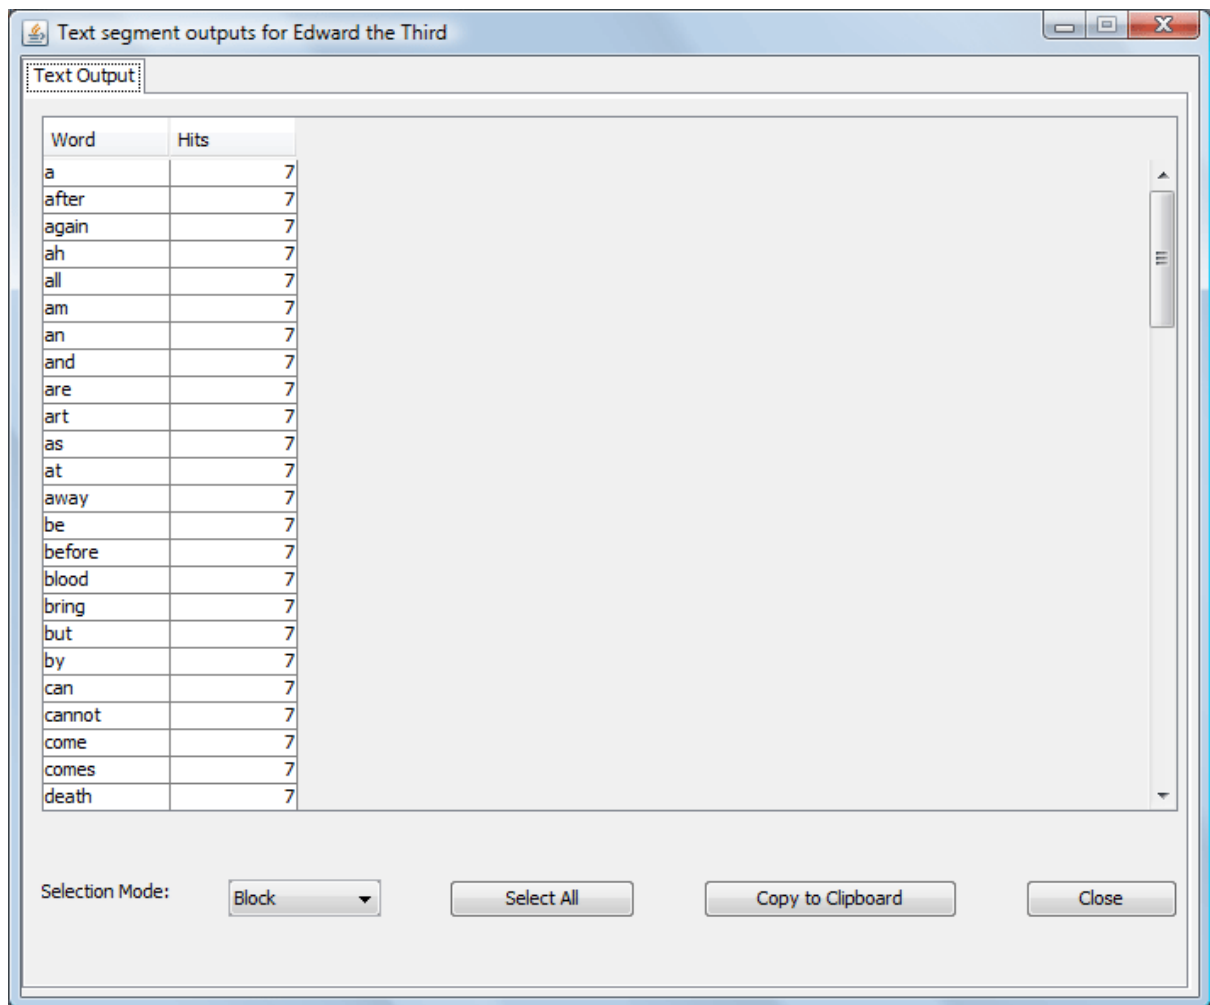 Text segment outputs for Edward the Third
Text Output
Word Hits
a 7
after 7
again 7
ah 7
all 7
am 7
an 7
and 7
are 7
art 7
as 7
at 7
away 7
be 7
before 7
blood 7
bring 7
but 7
by 7
can 7
cannot 7
come 7
comes 7
death 7
Selection Mode: Block Select All Copy to Clipboard Close